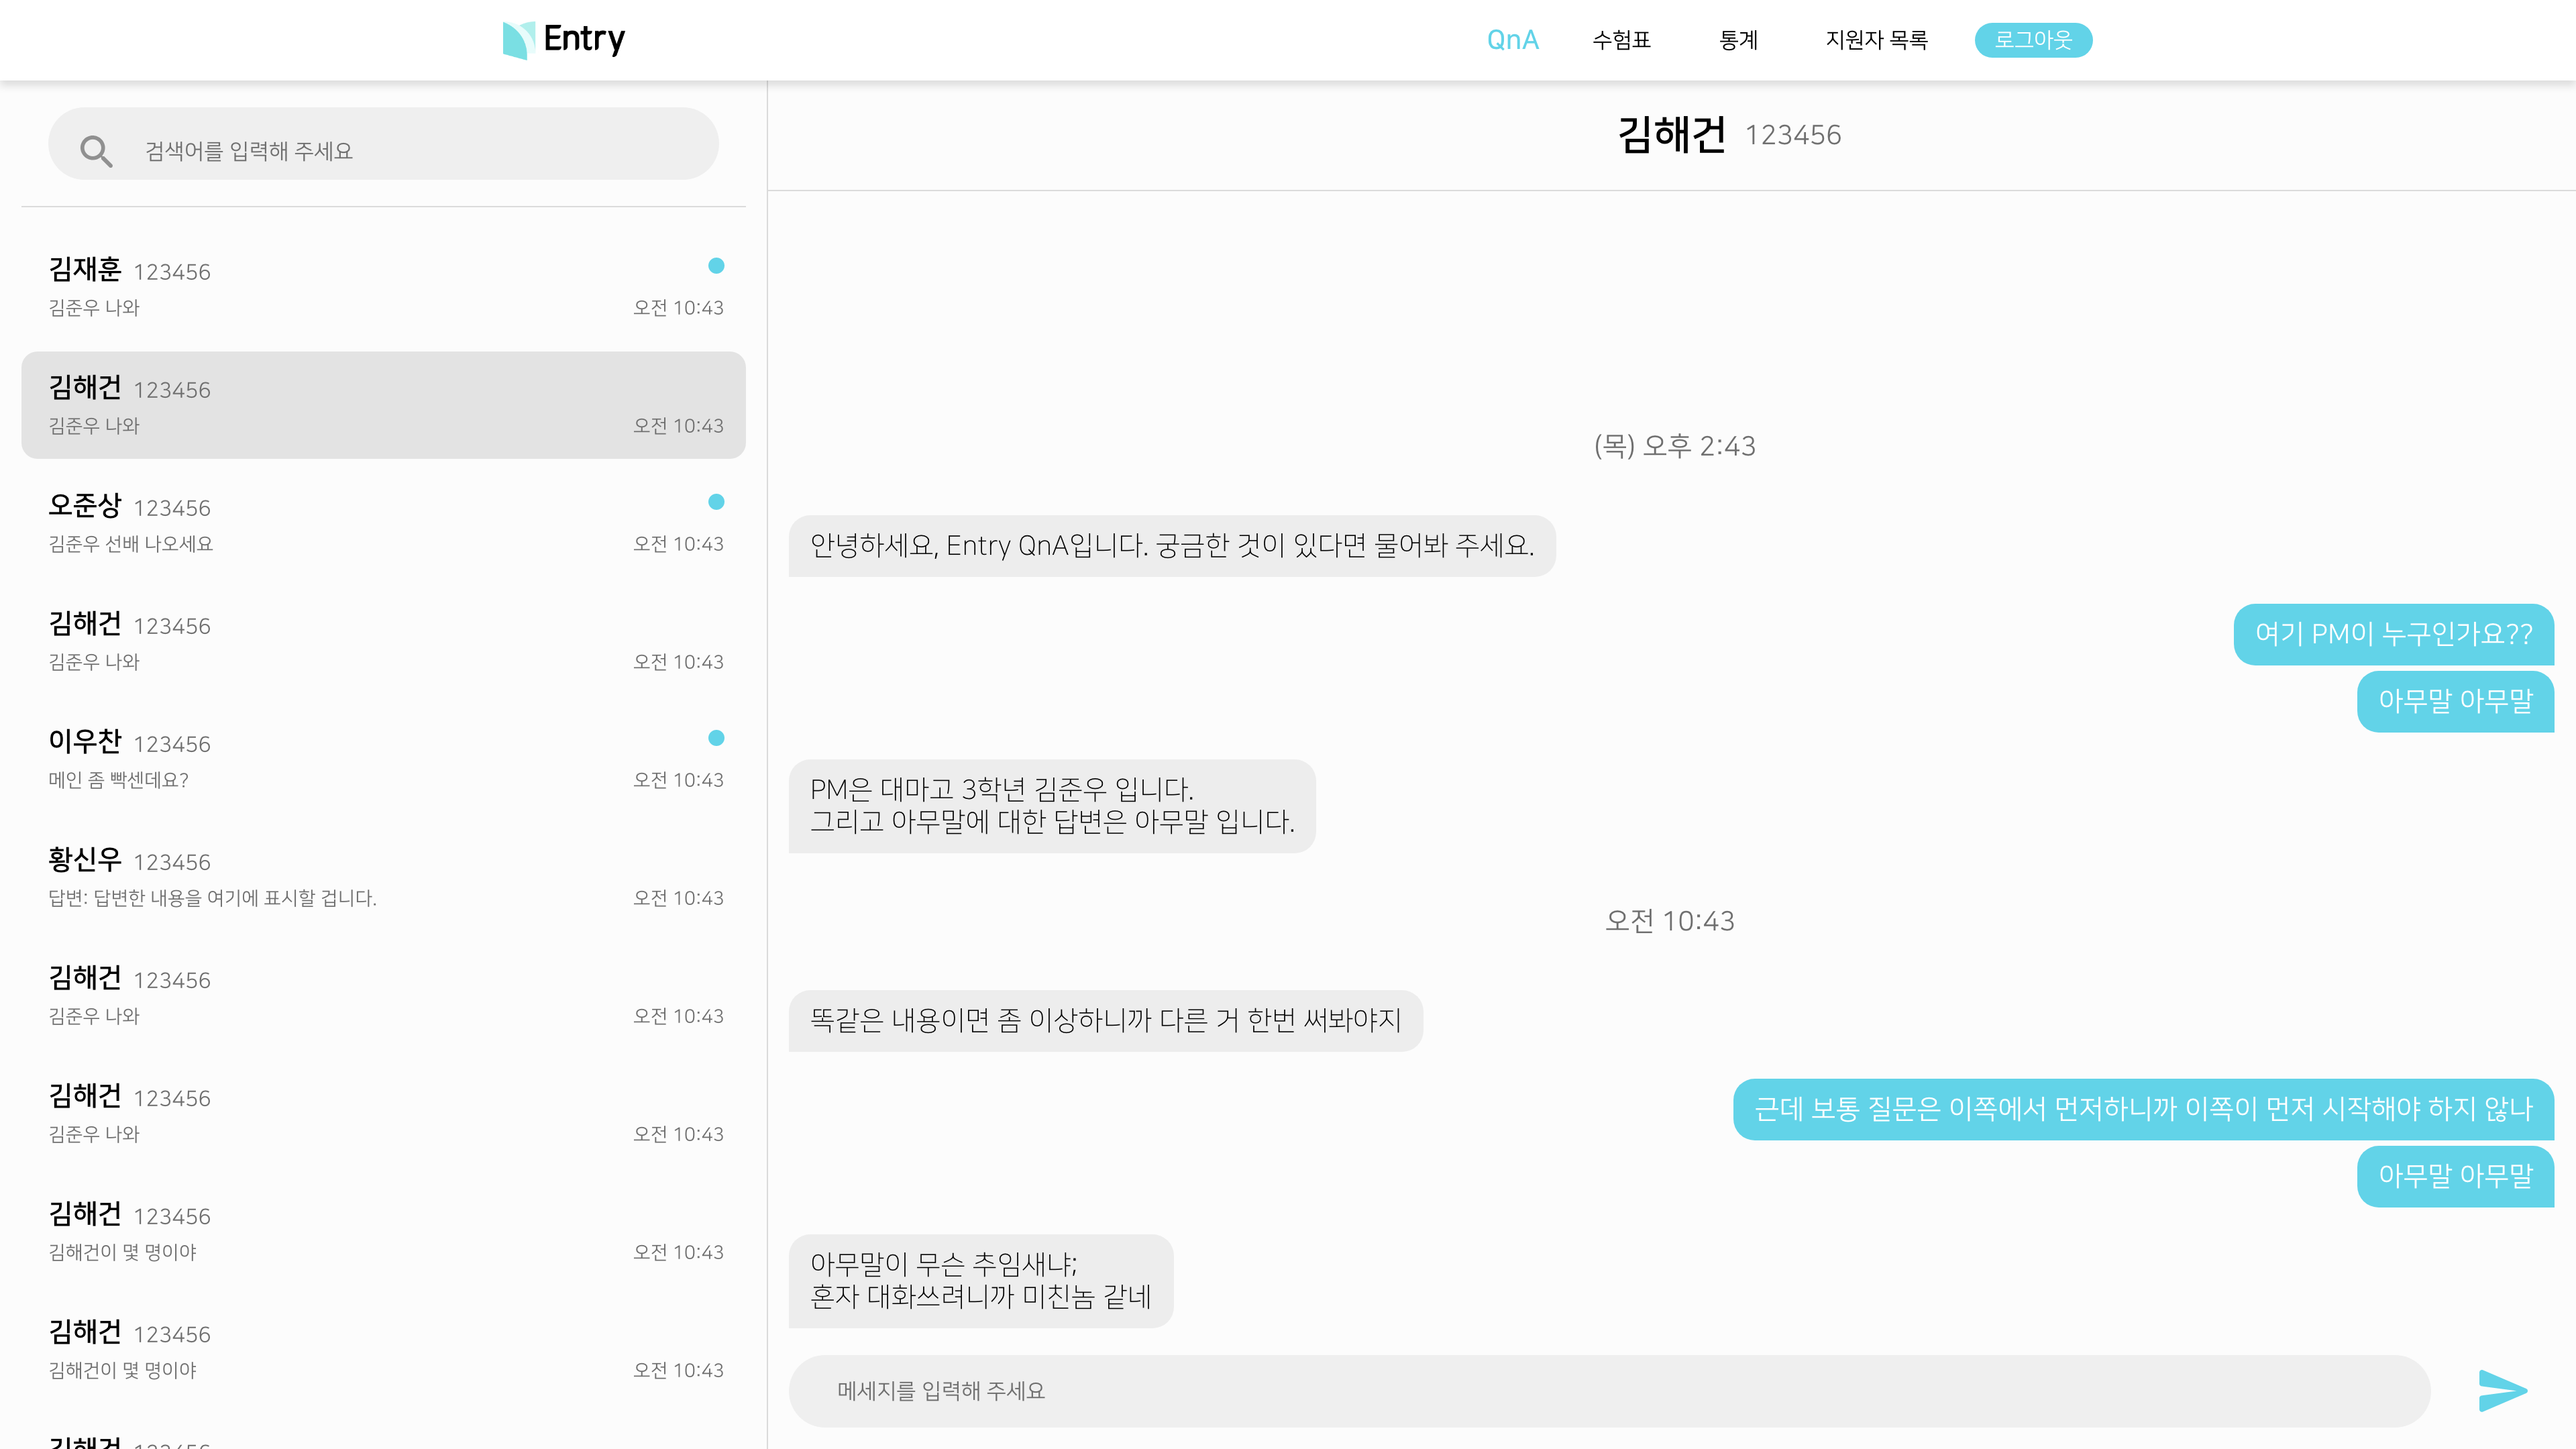 Entry
QnA
수험표
통계
지원자 목록
로그아웃
검색어를 입력해 주세요
김재훈 123456
김준우 나와
오전 10:43
김해건 123456
김준우 나와
오전 10:43
오준상 123456
김준우 선배 나오세요
오전 10:43
김해건 123456
김준우 나와
오전 10:43
이우찬 123456
메인 좀 빡센데요?
오전 10:43
황신우 123456
답변: 답변한 내용을 여기에 표시할 겁니다.
오전 10:43
김해건 123456
김준우 나와
오전 10:43
김해건 123456
김준우 나와
오전 10:43
김해건 123456
김해건이 몇 명이야
오전 10:43
김해건 123456
김해건이 몇 명이야
오전 10:43
김해건 123456
김해건 123456
(목) 오후 2:43
안녕하세요, Entry QnA입니다. 궁금한 것이 있다면 물어봐 주세요.
여기 PM이 누구인가요??
아무말 아무말
PM은 대마고 3학년 김준우 입니다.
그리고 아무말에 대한 답변은 아무말 입니다.
오전 10:43
똑같은 내용이면 좀 이상하니까 다른 거 한번 써봐야지
근데 보통 질문은 이쪽에서 먼저하니까 이쪽이 먼저 시작해야 하지 않나
아무말 아무말
아무말이 무슨 추임새냐;
혼자 대화쓰려니까 미친놈 같네
메세지를 입력해 주세요